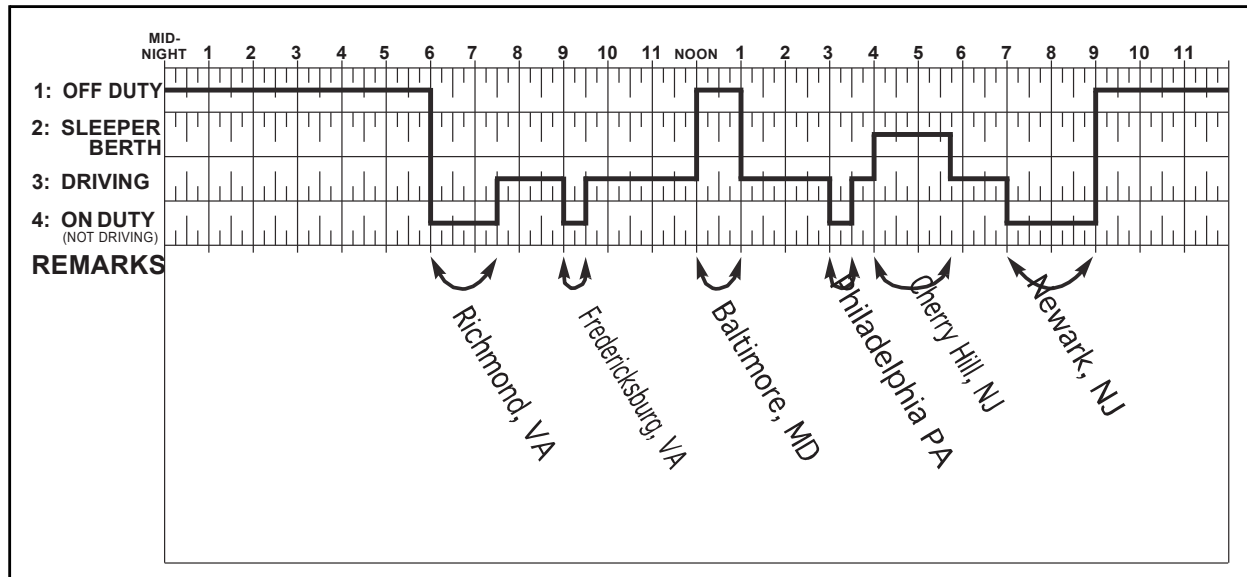 MID-
NIGHT 1 2 3 4 5 6 7 8 9 10 11 NOON 1 2 3 4 5 6 7 8 9 10 11
1: OFF DUTY
2: SLEEPER
BERTH
3: DRIVING
4: ON DUTY
(NOT DRIVING)
REMARKS
Richmond, VA
Fredericksburg, VA
Baltimore, MD
Philadelphia PA
Cherry Hill, NJ
Newark, NJ